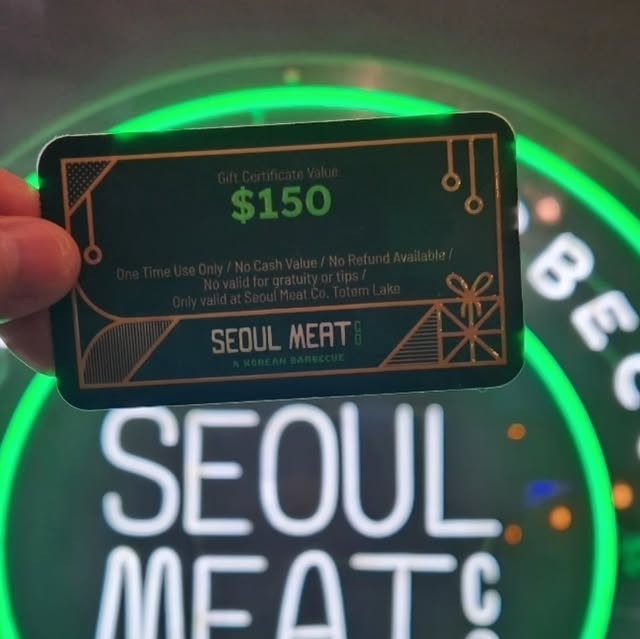 Gift Certificate Value:
$150
One Time Use Only / No Cash Value / No Refund Available /
No valid for gratuity or tips /
Only valid at Seoul Meat Co. Totem Lake
SEOUL MEAT CO
A KOREAN BARBECUE
BEC
SEOUL
MEAT C